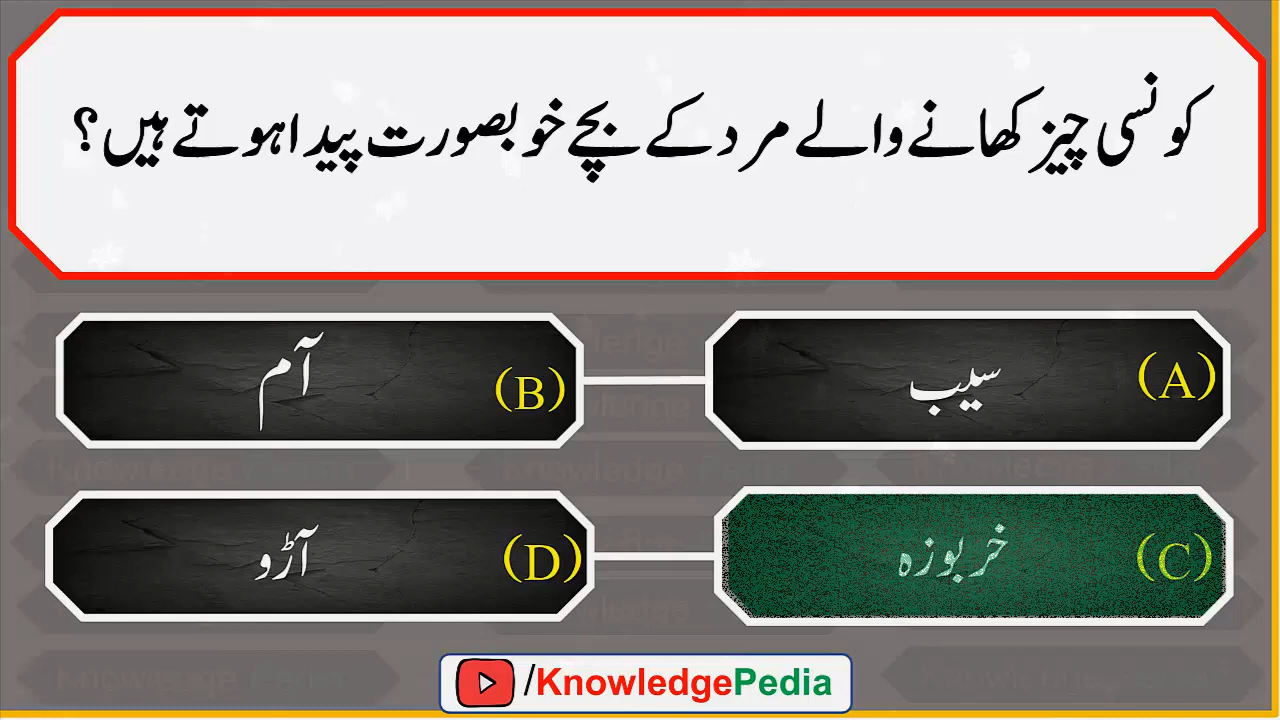 کونسی چیز کھانے والے مرد کے بچے خوبصورت پیدا ہوتے ہیں؟
(A) سیب
(B) آم
(C) خربوزہ
(D) آڑو
/KnowledgePedia